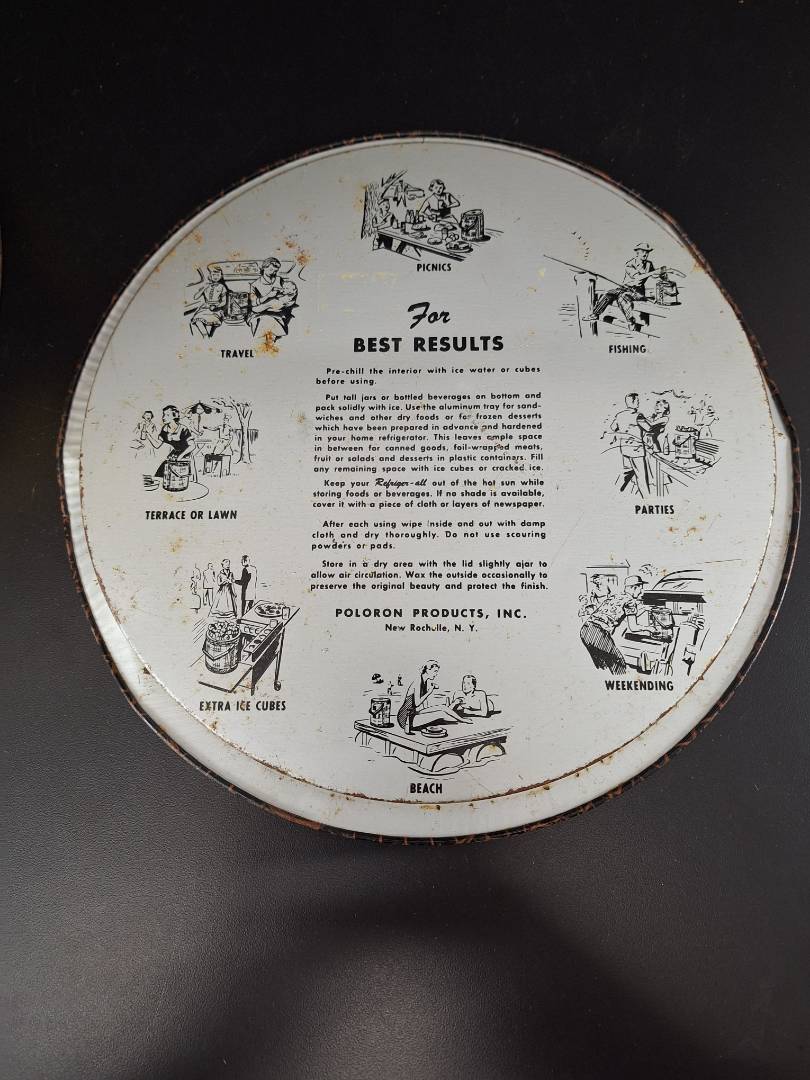 PICNICS
TRAVEL
FISHING
For
BEST RESULTS
Pre-chill the interior with ice water or cubes
before using.
Put tall jars or bottled beverages on bottom and
pack solidly with ice. Use the aluminum tray for sand-
wiches and other dry foods or for frozen desserts
which have been prepared in advance and hardened
in your home refrigerator. This leaves ample space
in between for canned goods, foil-wrapped meats,
fruit or salads and desserts in plastic containers. Fill
any remaining space with ice cubes or cracked ice.
Keep your Refriger-all out of the hot sun while
storing foods or beverages. If no shade is available,
cover it with a piece of cloth or layers of newspaper.
After each using wipe inside and out with damp
cloth and dry thoroughly. Do not use scouring
powders or pads.
Store in a dry area with the lid slightly ajar to
allow air circulation. Wax the outside occasionally to
preserve the original beauty and protect the finish.
TERRACE OR LAWN
PARTIES
POLORON PRODUCTS, INC.
New Rochelle, N. Y.
EXTRA ICE CUBES
WEEKENDING
BEACH